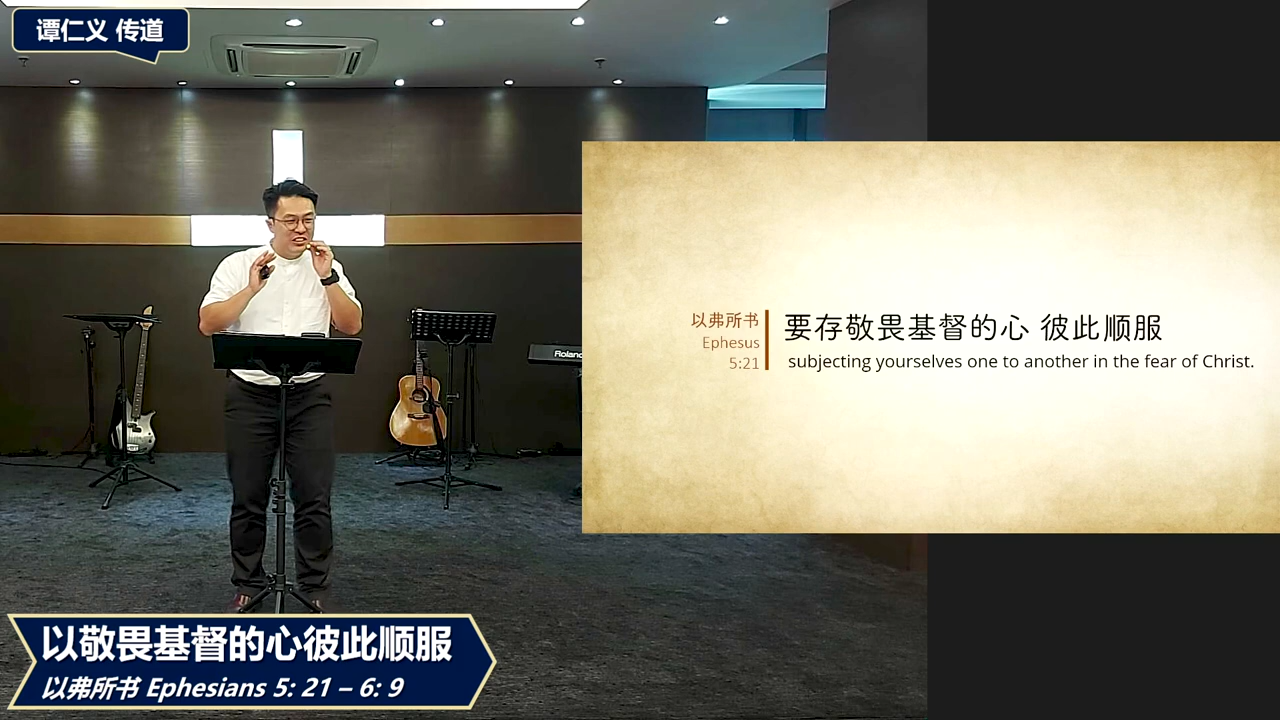 谭仁义 传道
Roland
以弗所书
Ephesus
5:21
要存敬畏基督的心 彼此顺服
subjecting yourselves one to another in the fear of Christ.
以敬畏基督的心彼此顺服
以弗所书 Ephesians 5: 21 – 6: 9